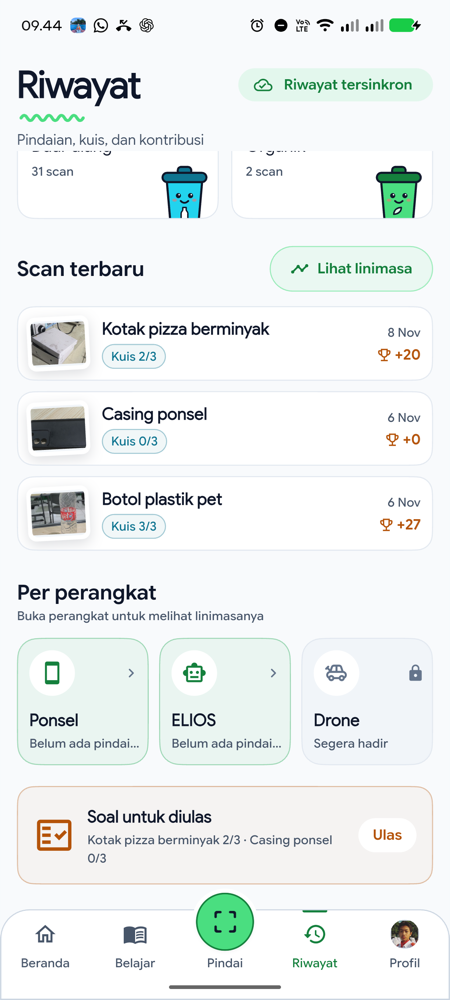 09.44
Vo))
LTE
Riwayat
Riwayat tersinkron
Pindaian, kuis, dan kontribusi
31 scan
2 scan
Scan terbaru
Lihat linimasa
Kotak pizza berminyak
8 Nov
Kuis 2/3
+20
Casing ponsel
6 Nov
Kuis 0/3
+0
Botol plastik pet
6 Nov
Kuis 3/3
+27
Per perangkat
Buka perangkat untuk melihat linimasanya
Ponsel
Belum ada pindai...
ELIOS
Belum ada pindai...
Drone
Segera hadir
Soal untuk diulas
Kotak pizza berminyak 2/3 · Casing ponsel
0/3
Ulas
Beranda
Belajar
Pindai
Riwayat
Profil